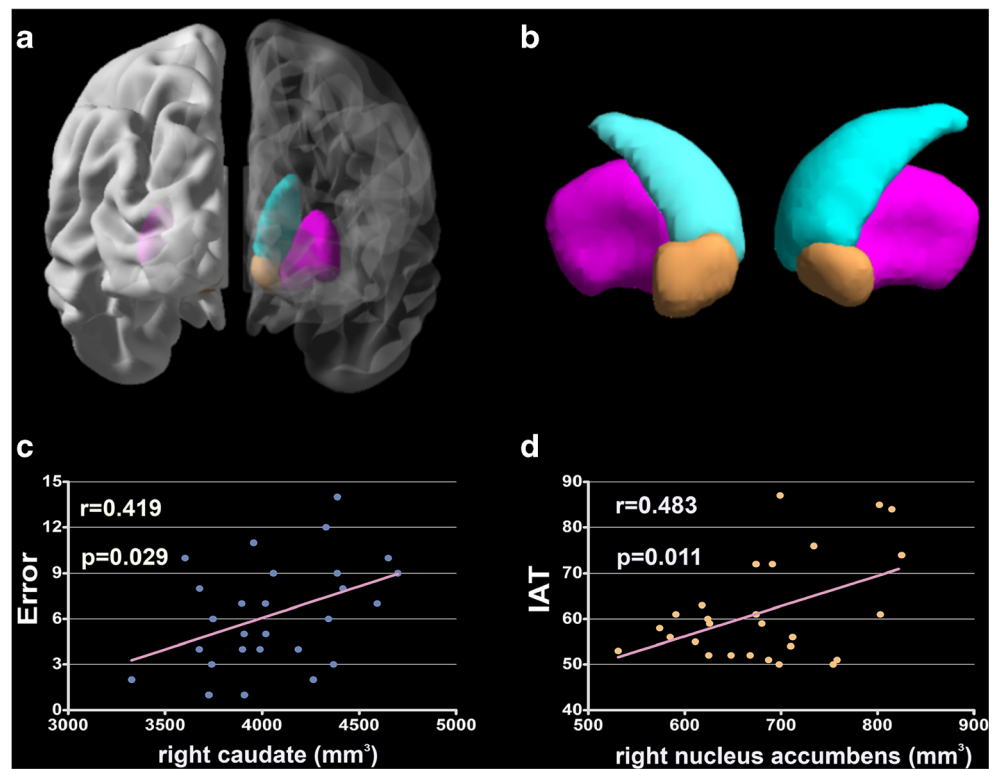 a
b
c
d
15
12
9
6
3
0
r=0.419
p=0.029
Error
3000 3500 4000 4500 5000
right caudate (mm³)
90
80
70
60
50
40
r=0.483
p=0.011
IAT
500 600 700 800 900
right nucleus accumbens (mm³)